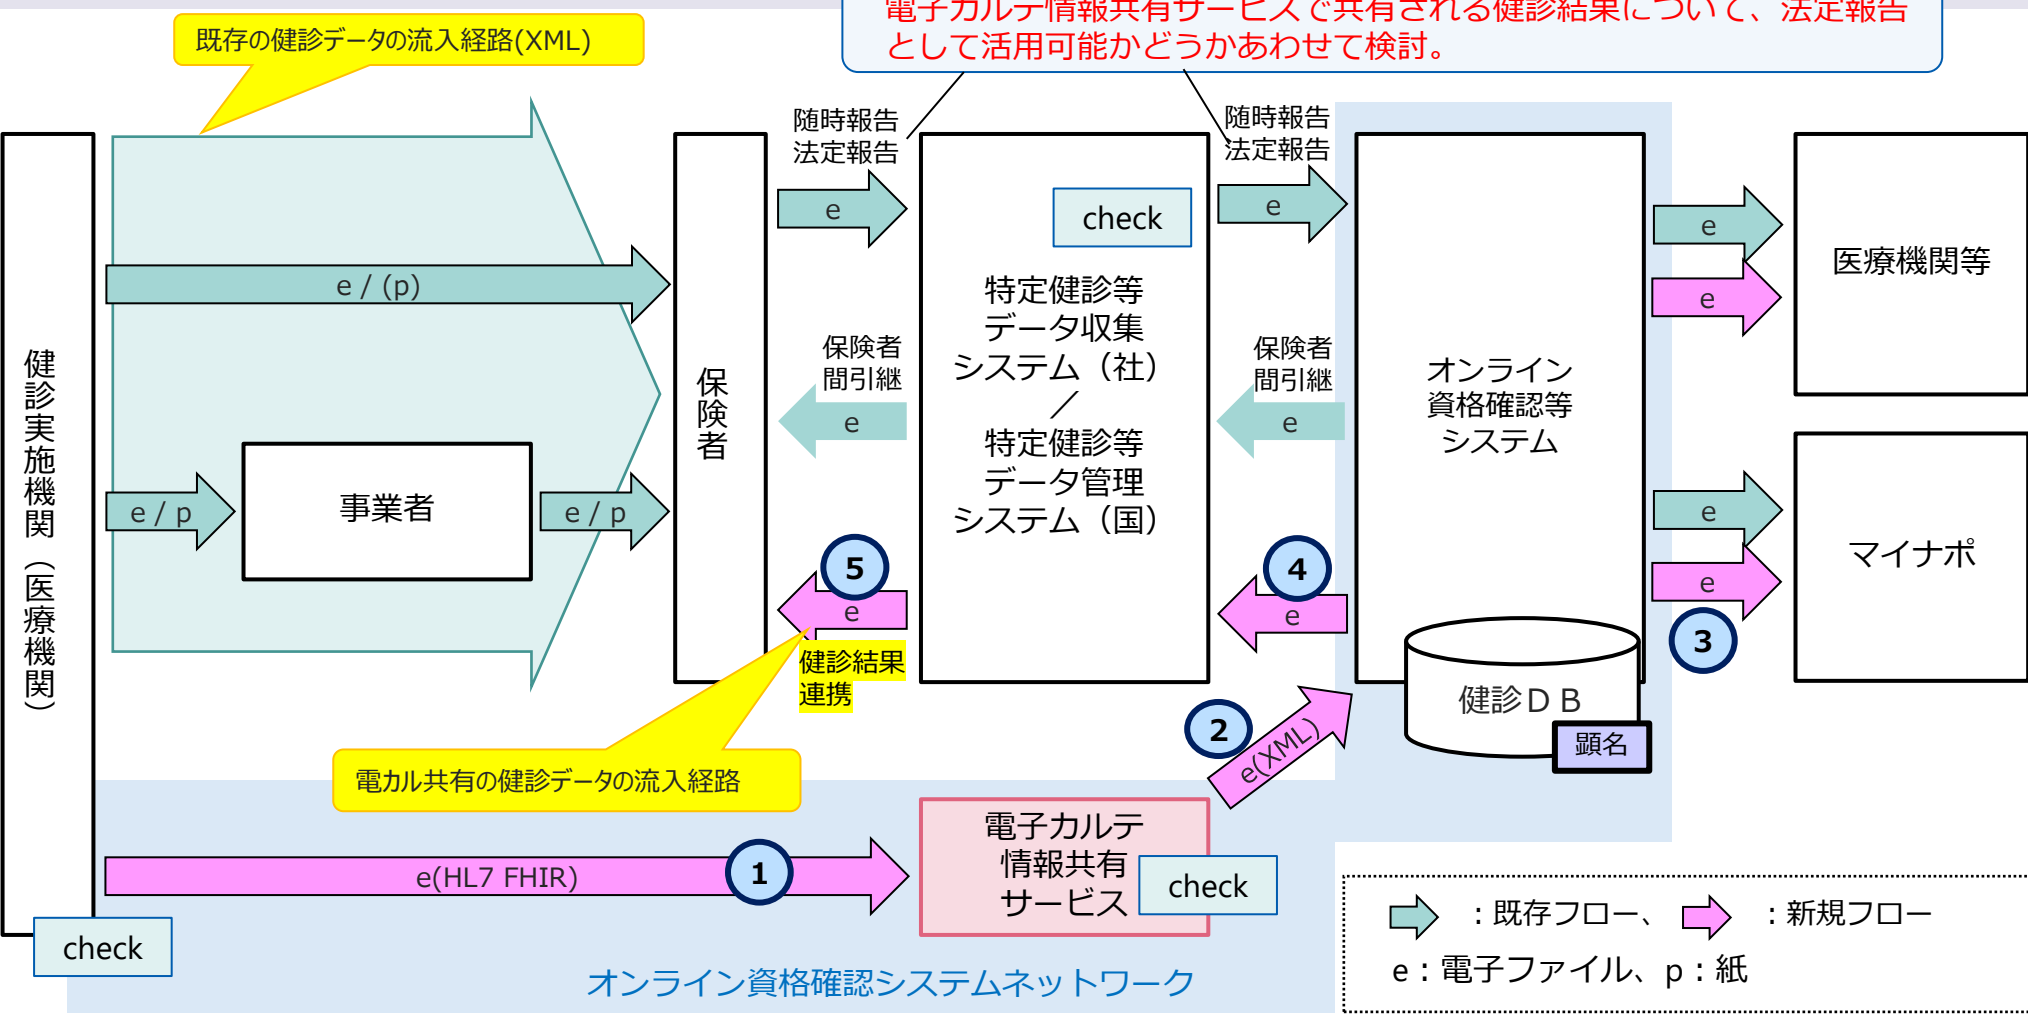 電子カルテ情報共有サービスで共有される健診結果について、法定報告
として活用可能かどうかあわせて検討。
既存の健診データの流入経路(XML)
随時報告
法定報告
随時報告
法定報告
e
check
e
e
e
医療機関等
e / (p)
特定健診等
データ収集
システム（社）
／
特定健診等
データ管理
システム（国）
保険者
間引継
e
保険者
間引継
e
オンライン
資格確認等
システム
健診実施機関（医療機関）
保険者
e / p
事業者
e / p
e
e
マイナポ
5
e
健診結果
連携
4
e
3
2
e(XML)
健診ＤＢ
顕名
電カル共有の健診データの流入経路
電子カルテ
情報共有
サービス
check
e(HL7 FHIR)
1
check
オンライン資格確認システムネットワーク
：既存フロー、 ：新規フロー
e：電子ファイル、p：紙